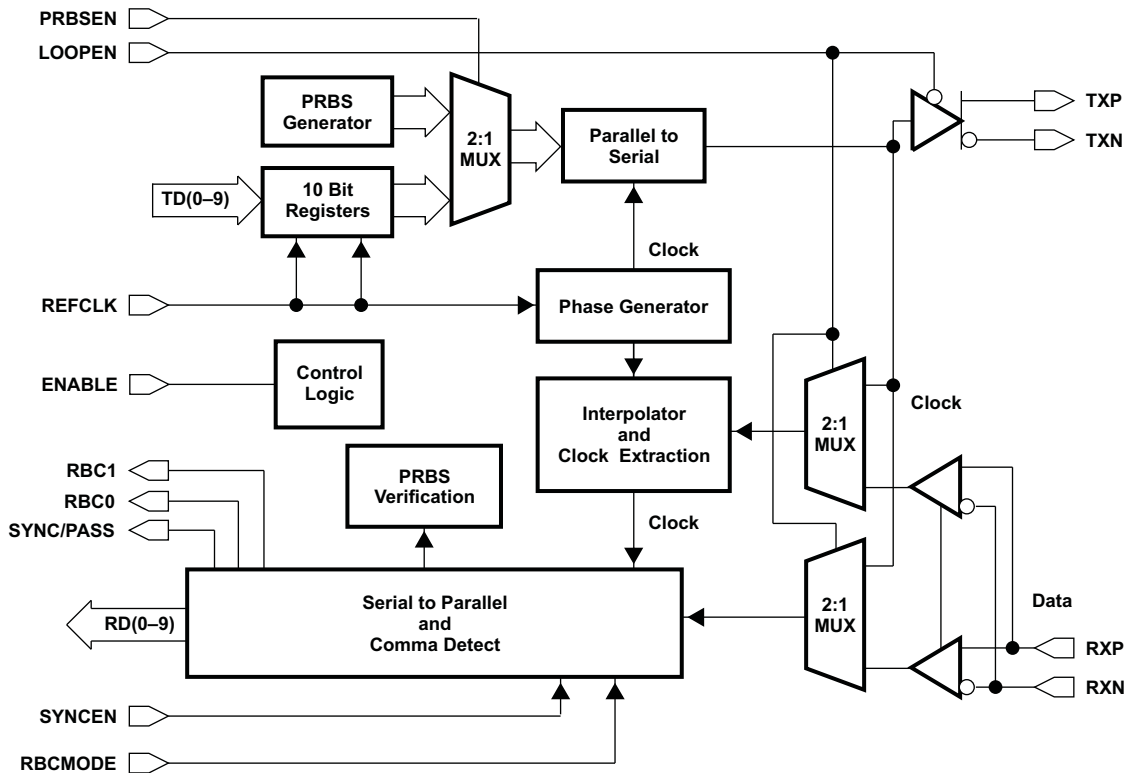 PRBSEN
LOOPEN
PRBS
Generator
2:1
MUX
Parallel to
Serial
TXP
TXN
TD(0–9)
10 Bit
Registers
Clock
REFCLK
Phase Generator
ENABLE
Control
Logic
Interpolator
and
Clock Extraction
2:1
MUX
Clock
RBC1
RBC0
SYNC/PASS
PRBS
Verification
Clock
RD(0–9)
Serial to Parallel
and
Comma Detect
2:1
MUX
Data
RXP
RXN
SYNCEN
RBCMODE